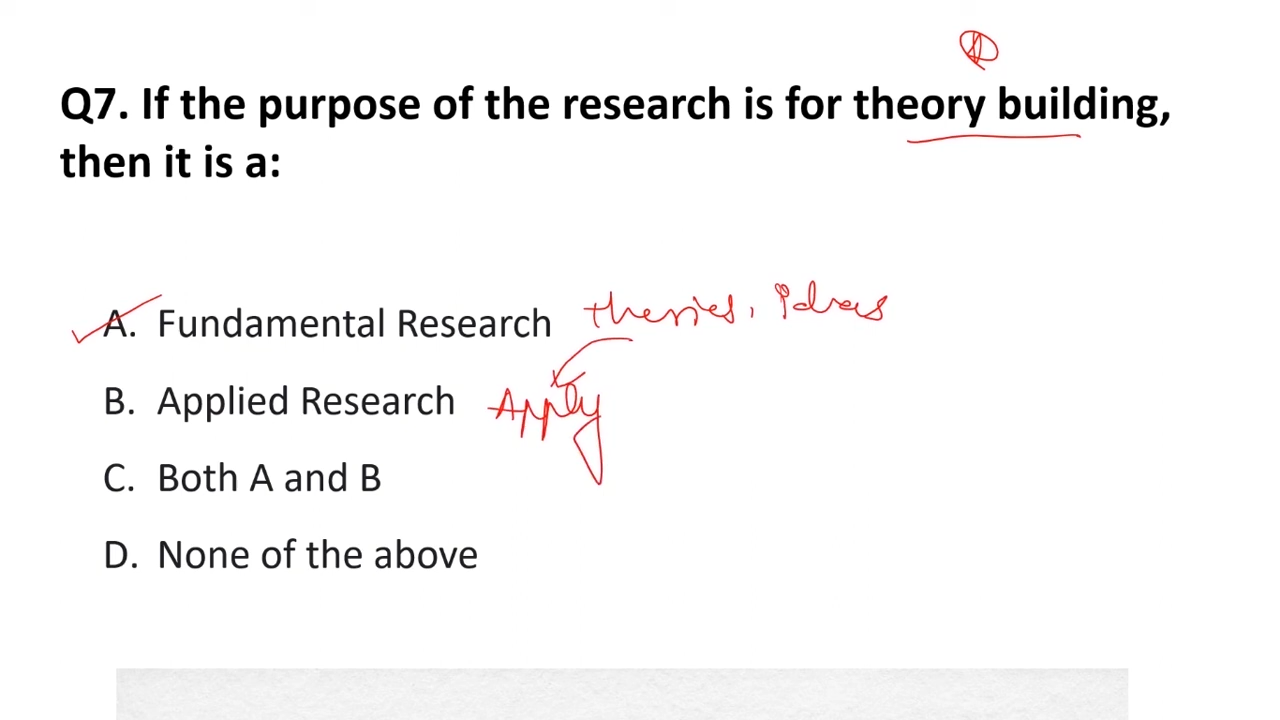 Q7. If the purpose of the research is for theory building,
then it is a:
A. Fundamental Research theories, Ideas
B. Applied Research Apply
C. Both A and B
D. None of the above